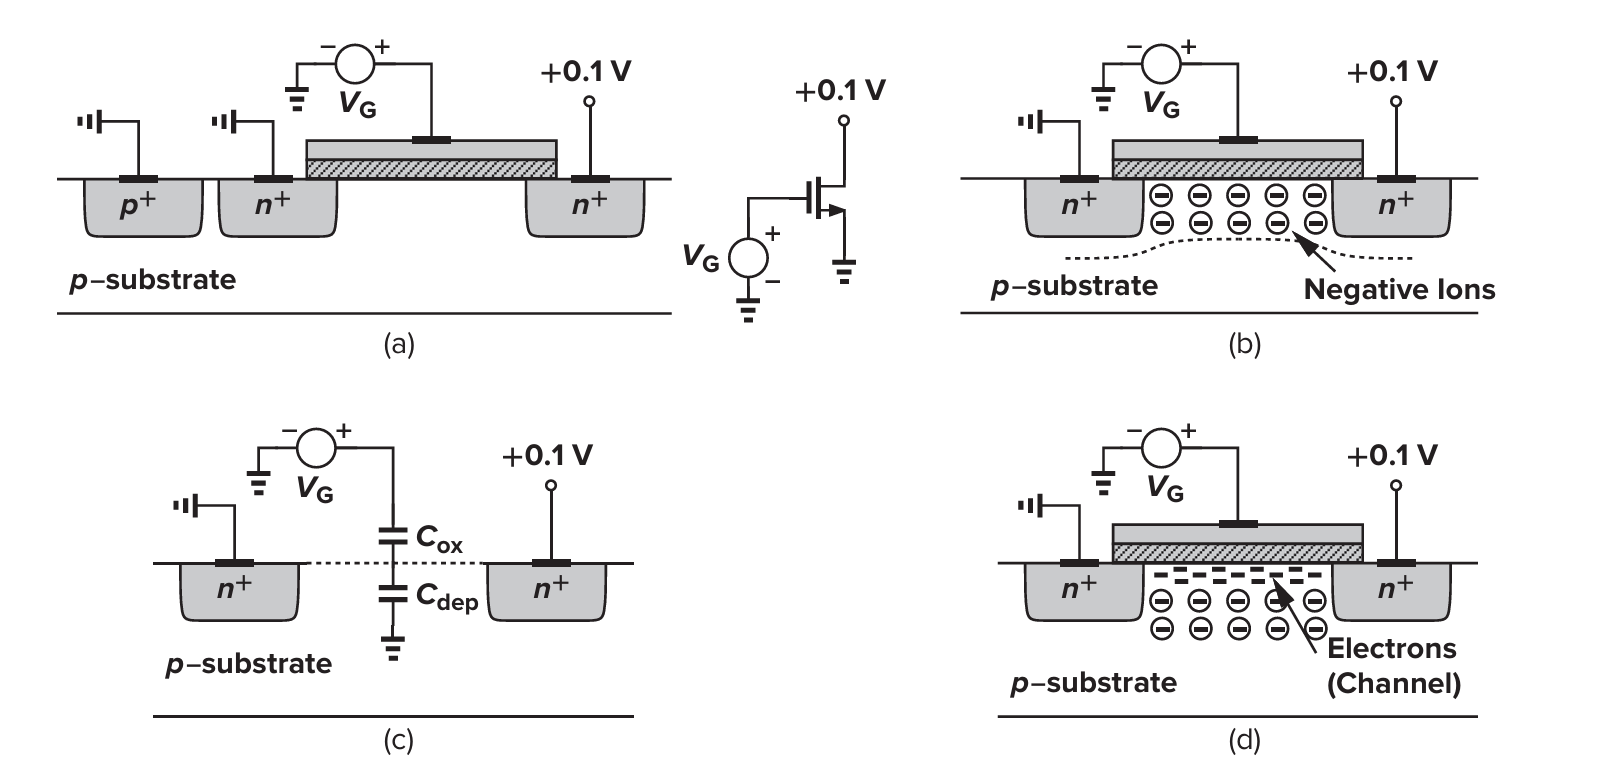 − +
V_G
+0.1 V
p+
n+
n+
p−substrate
+0.1 V
V_G
+
−
(a)
− +
V_G
+0.1 V
n+
n+
p−substrate
Negative Ions
(b)
− +
V_G
+0.1 V
C_ox
C_dep
n+
n+
p−substrate
(c)
− +
V_G
+0.1 V
n+
n+
Electrons
(Channel)
p−substrate
(d)